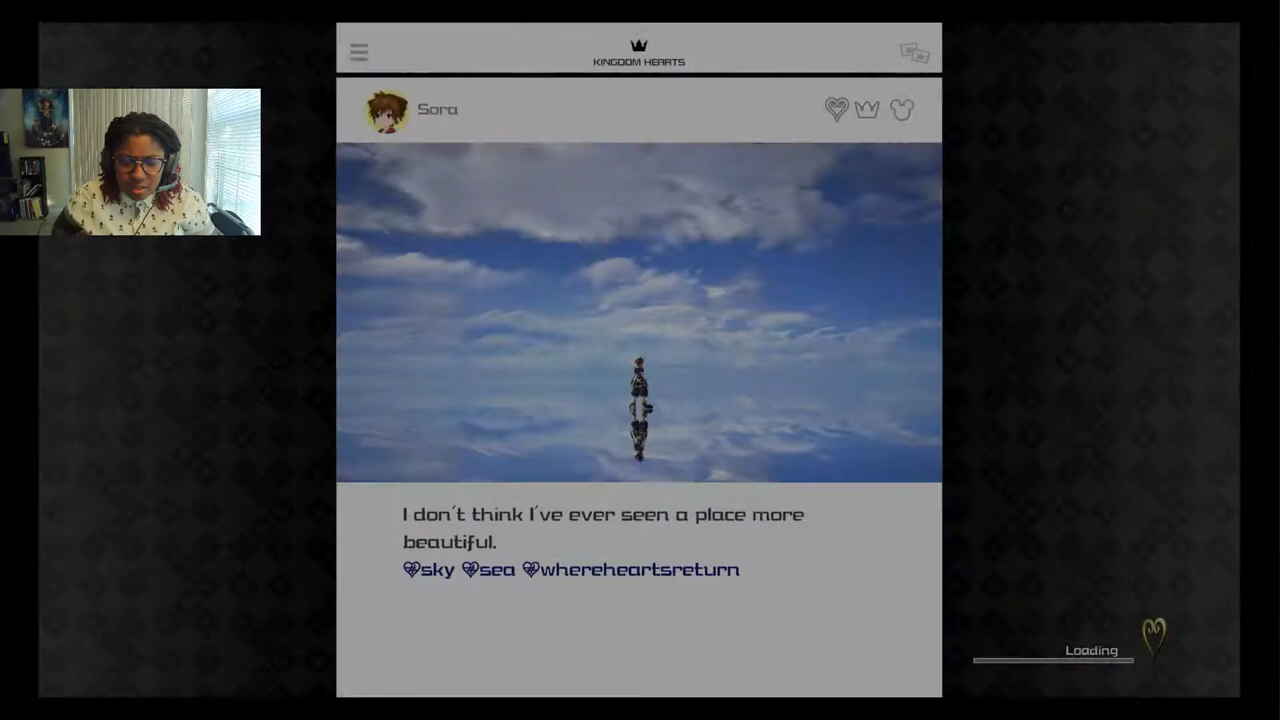 KINGDOM HEARTS
Sora
I don't think I've ever seen a place more
beautiful.
sky sea whereheartsreturn
Loading